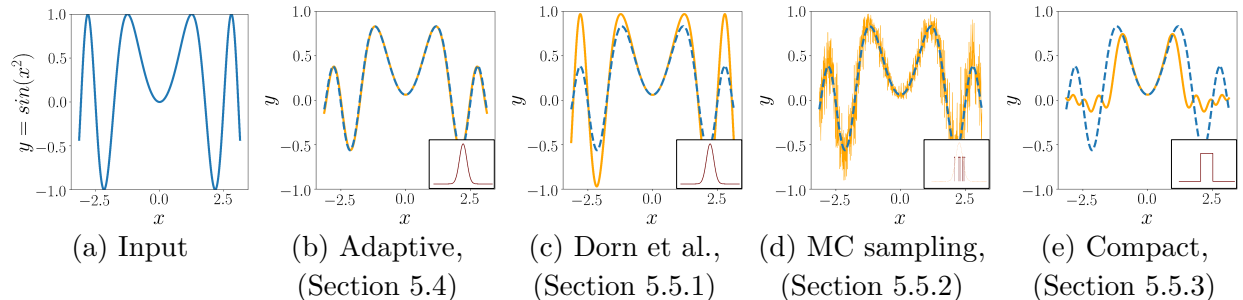 1.0
0.5
0.0
−0.5
−1.0
y = sin(x²)
−2.5 0.0 2.5
x
1.0
0.5
0.0
−0.5
−1.0
y
−2.5 0.0 2.5
x
1.0
0.5
0.0
−0.5
−1.0
y
−2.5 0.0 2.5
x
1.0
0.5
0.0
−0.5
−1.0
y
−2.5 0.0 2.5
x
1.0
0.5
0.0
−0.5
−1.0
y
−2.5 0.0 2.5
x
(a) Input
(b) Adaptive,
(Section 5.4)
(c) Dorn et al.,
(Section 5.5.1)
(d) MC sampling,
(Section 5.5.2)
(e) Compact,
(Section 5.5.3)